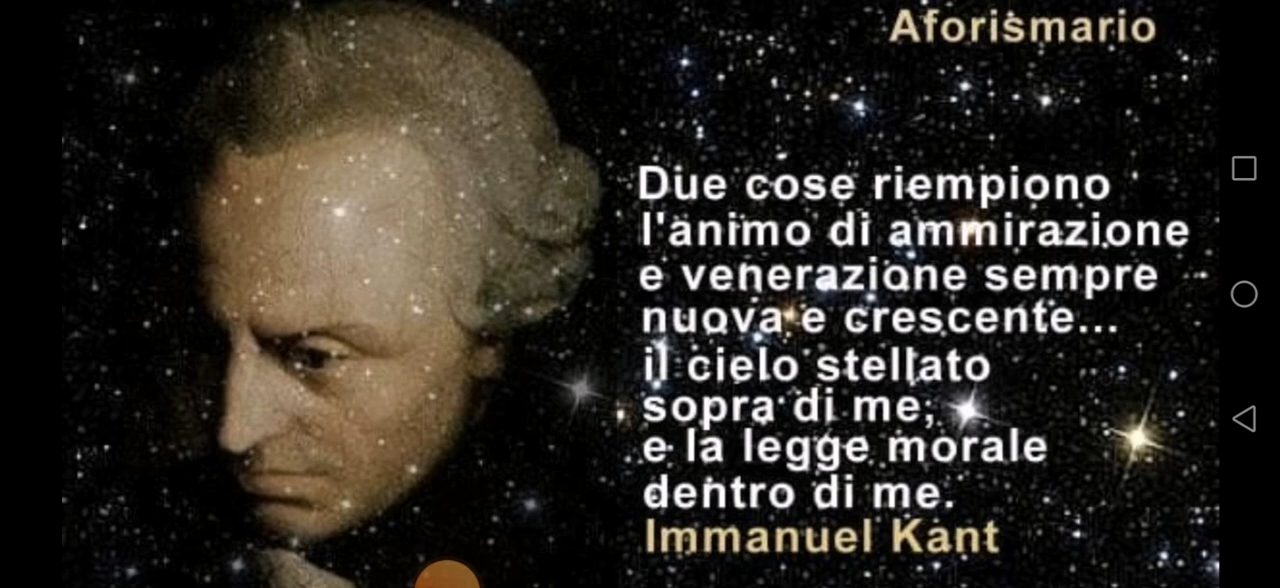 Aforismario
Due cose riempiono
l'animo di ammirazione
e venerazione sempre
nuova e crescente...
il cielo stellato
sopra di me;
e la legge morale
dentro di me.
Immanuel Kant